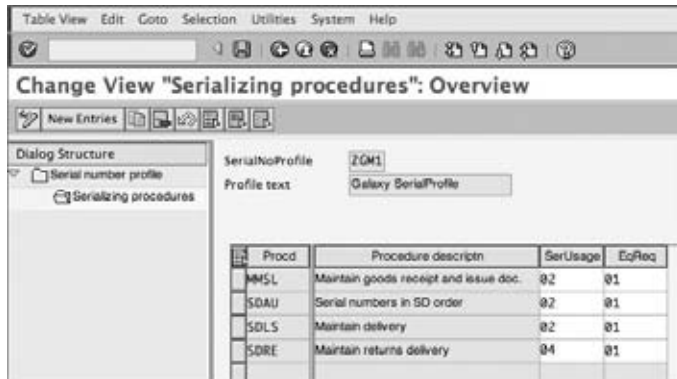 Table View Edit Goto Selection Utilities System Help
Change View "Serializing procedures": Overview
New Entries
Dialog Structure
Serial number profile
Serializing procedures
SerialNoProfile ZGM1
Profile text Galaxy SerialProfile
Procd Procedure descriptn SerUsage EqReq
MMSL Maintain goods receipt and issue doc. 02 01
SDAU Serial numbers in SD order 02 01
SDLS Maintain delivery 02 01
SDRE Maintain returns delivery 04 01